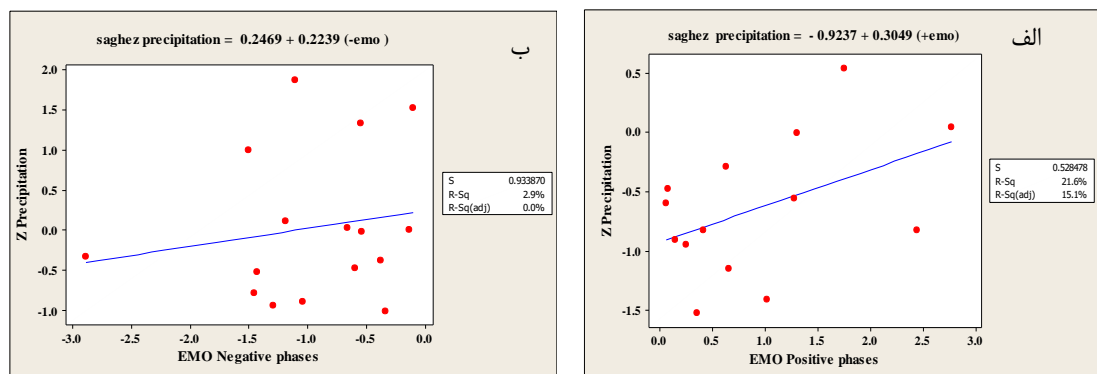 saghez precipitation = 0.2469 + 0.2239 (-emo )
ب
2.0
1.5
1.0
0.5
0.0
-0.5
-1.0
Z Precipitation
-3.0 -2.5 -2.0 -1.5 -1.0 -0.5 0.0
EMO Negative phases
S 0.933870
R-Sq 2.9%
R-Sq(adj) 0.0%
saghez precipitation = - 0.9237 + 0.3049 (+emo)
الف
0.5
0.0
-0.5
-1.0
-1.5
Z Precipitation
0.0 0.5 1.0 1.5 2.0 2.5 3.0
EMO Positive phases
S 0.528478
R-Sq 21.6%
R-Sq(adj) 15.1%